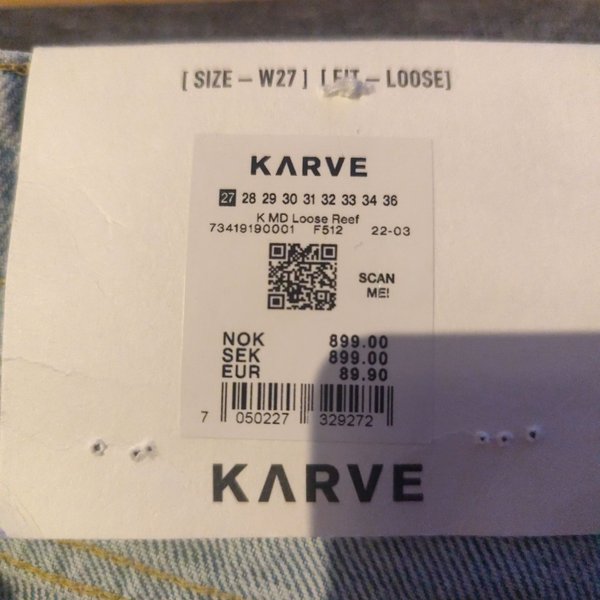 [ SIZE – W27 ] [ FIT – LOOSE]
KARVE
27 28 29 30 31 32 33 34 36
K MD Loose Reef
73419190001 F512 22-03
SCAN
ME!
NOK 899.00
SEK 899.00
EUR 89.90
7 050227 329272
KARVE